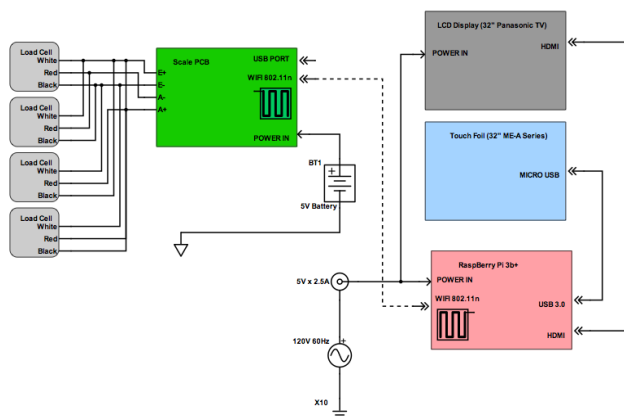 LCD Display (32" Panasonic TV)
HDMI
POWER IN
Load Cell
White
Red
Black
Scale PCB
E+
E-
A-
A+
USB PORT
WIFI 802.11n
POWER IN
Load Cell
White
Red
Black
Touch Foil (32" ME-A Series)
MICRO USB
Load Cell
White
Red
Black
BT1
+
5V Battery
Load Cell
White
Red
Black
RaspBerry Pi 3b+
POWER IN
WIFI 802.11n
USB 3.0
HDMI
5V x 2.5A
120V 60Hz
+
X10